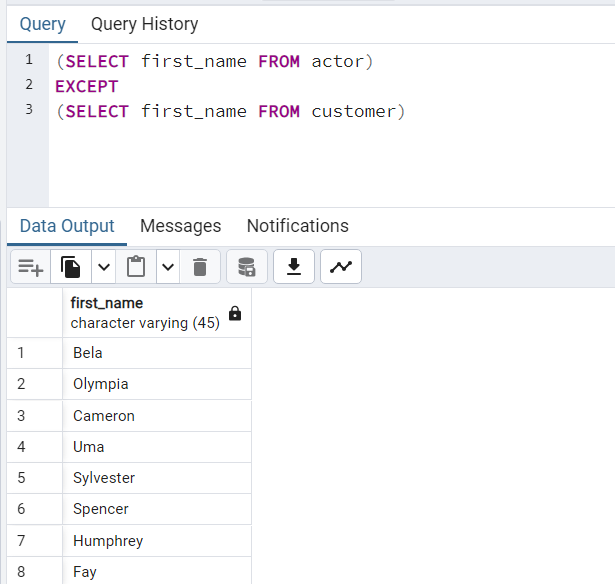 Query Query History
1 (SELECT first_name FROM actor)
2 EXCEPT
3 (SELECT first_name FROM customer)
Data Output Messages Notifications
first_name
character varying (45)
1 Bela
2 Olympia
3 Cameron
4 Uma
5 Sylvester
6 Spencer
7 Humphrey
8 Fay